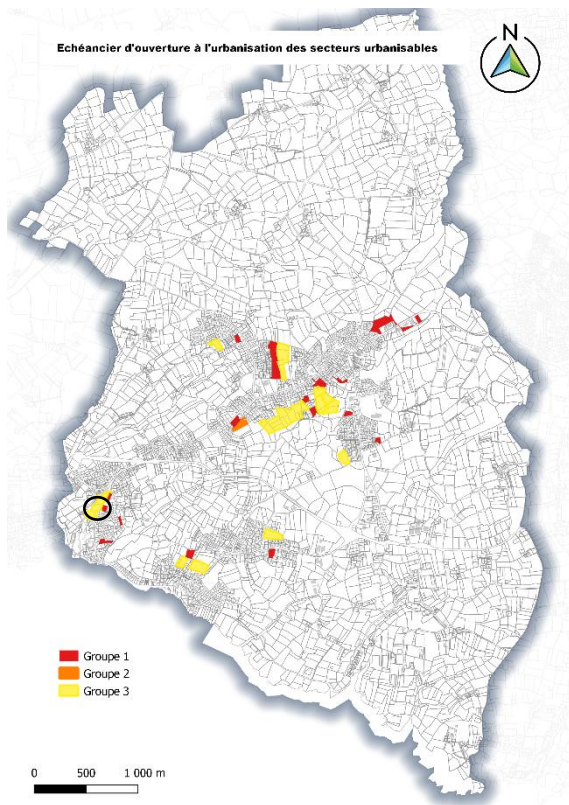 Echéancier d'ouverture à l'urbanisation des secteurs urbanisables
N
Groupe 1
Groupe 2
Groupe 3
0 500 1 000 m